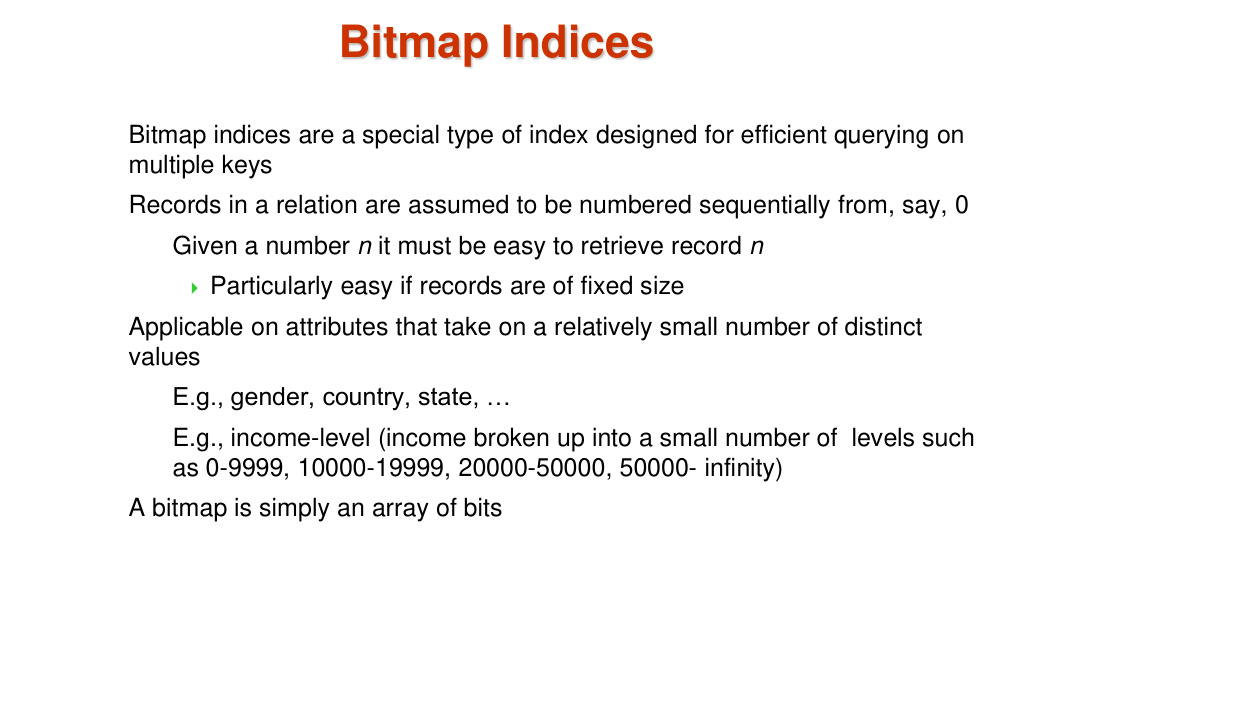 Bitmap Indices
Bitmap indices are a special type of index designed for efficient querying on
multiple keys
Records in a relation are assumed to be numbered sequentially from, say, 0
Given a number n it must be easy to retrieve record n
Particularly easy if records are of fixed size
Applicable on attributes that take on a relatively small number of distinct
values
E.g., gender, country, state, …
E.g., income-level (income broken up into a small number of  levels such
as 0-9999, 10000-19999, 20000-50000, 50000- infinity)
A bitmap is simply an array of bits